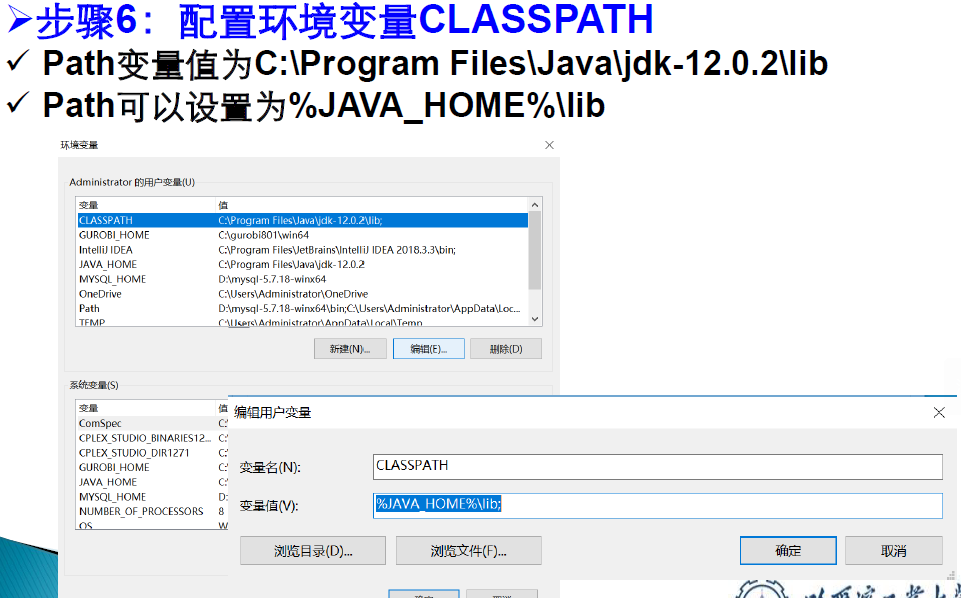 步骤6：配置环境变量CLASSPATH
✓ Path变量值为C:\Program Files\Java\jdk-12.0.2\lib
✓ Path可以设置为%JAVA_HOME%\lib
环境变量
Administrator 的用户变量(U)
变量 值
CLASSPATH C:\Program Files\Java\jdk-12.0.2\lib;
GUROBI_HOME C:\gurobi801\win64
IntelliJ IDEA C:\Program Files\JetBrains\IntelliJ IDEA 2018.3.3\bin;
JAVA_HOME C:\Program Files\Java\jdk-12.0.2
MYSQL_HOME D:\mysql-5.7.18-winx64
OneDrive C:\Users\Administrator\OneDrive
Path D:\mysql-5.7.18-winx64\bin;C:\Users\Administrator\AppData\Loc...
TEMP C:\Users\Administrator\AppData\Local\Temp
新建(N)... 编辑(E)... 删除(D)
系统变量(S)
变量 值
ComSpec C:
CPLEX_STUDIO_BINARIES12... C:
CPLEX_STUDIO_DIR1271 C:
GUROBI_HOME C:
JAVA_HOME C:
MYSQL_HOME D:
NUMBER_OF_PROCESSORS 8
OS W
编辑用户变量
变量名(N): CLASSPATH
变量值(V): %JAVA_HOME%\lib;
浏览目录(D)... 浏览文件(F)... 确定 取消